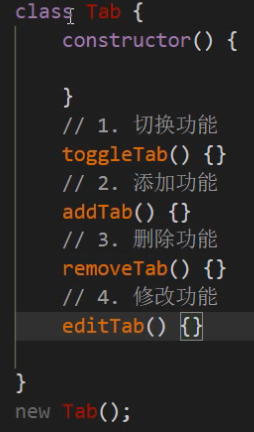 class Tab {
constructor() {
}
// 1. 切换功能
toggleTab() {}
// 2. 添加功能
addTab() {}
// 3. 删除功能
removeTab() {}
// 4. 修改功能
editTab() {}
}
new Tab();